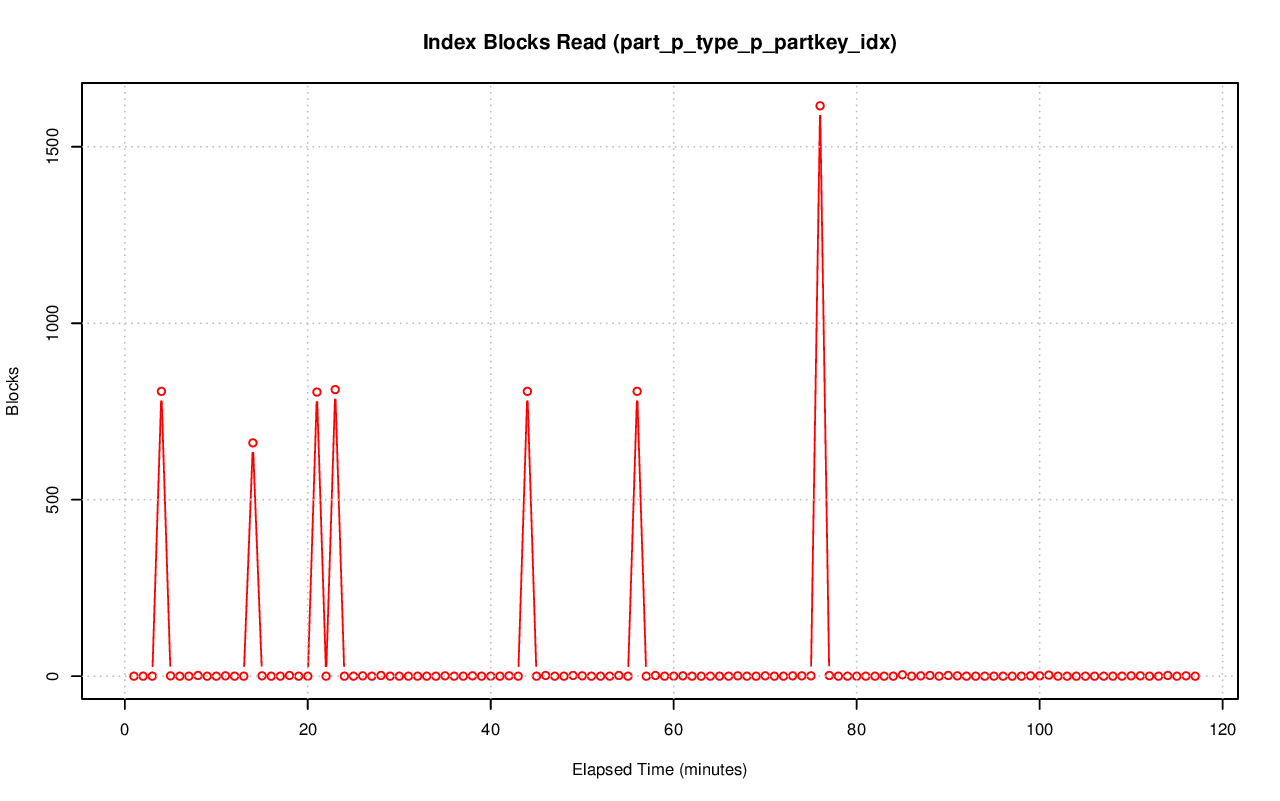 Index Blocks Read (part_p_type_p_partkey_idx)
Blocks
1500
1000
500
0
0 20 40 60 80 100 120
Elapsed Time (minutes)